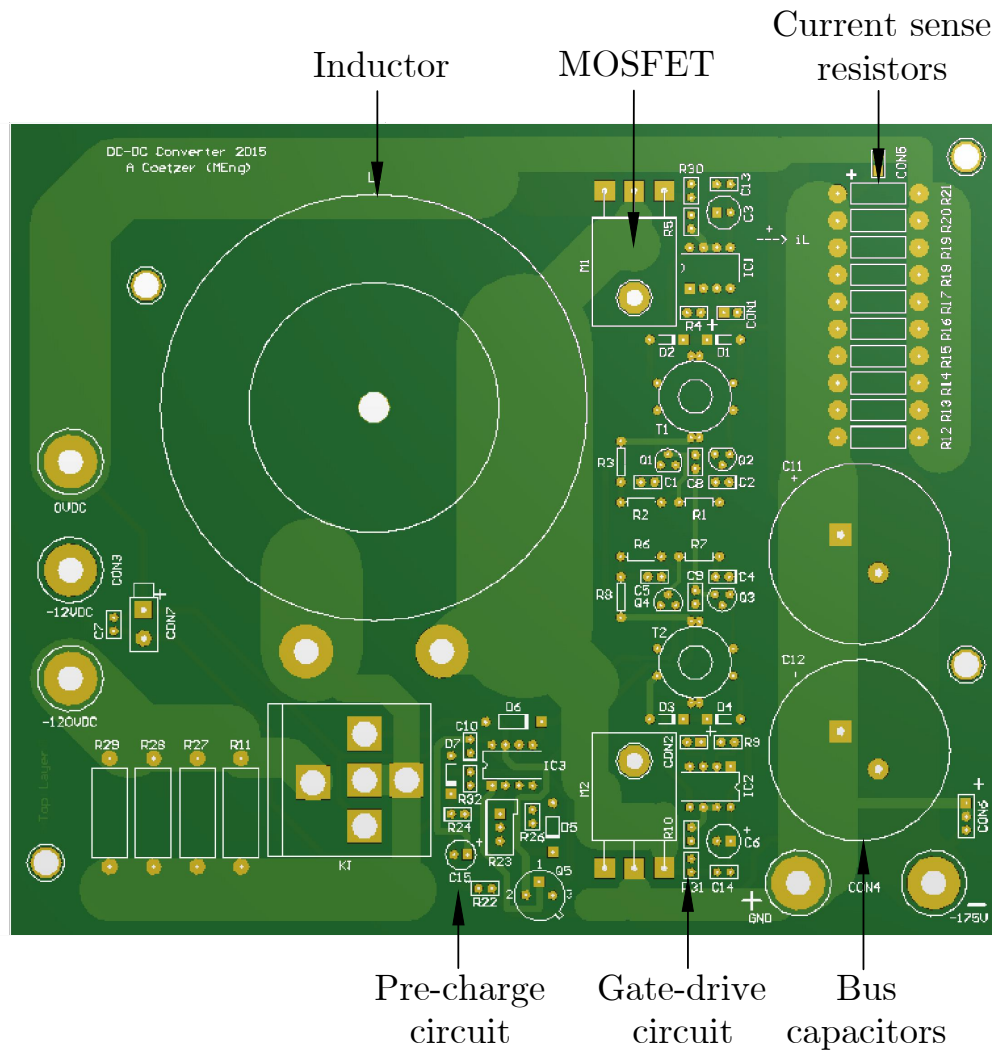 Current sense
resistors
Inductor
MOSFET
DC-DC Converter 2015
A Coetzer (MEng)
L
R30
C13
CON5
+
R21
C3
R20
R5
+
---> iL
R19
M1
IC1
R19
R17
R4
+
CON1
R16
D2
D1
R15
R14
T1
R13
R12
R3
Q1
Q2
C11
+
C1
C8
C2
0VDC
R2
R1
R6
R7
CON3
C5
C9
C4
-12VDC
+
R8
Q4
Q3
C7
CON7
T2
C12
-
-120VDC
D3
D4
D6
C10
+
R29
R28
R27
R11
D7
CON2
R9
IC3
IC2
+
Top Layer
R32
M2
CON6
R24
R26
D5
R10
+
C6
+
R23
KT
C15
1
Q5
R22
2
3
R31
C14
CON4
+
GND
-
-175V
Pre-charge
circuit
Gate-drive
circuit
Bus
capacitors